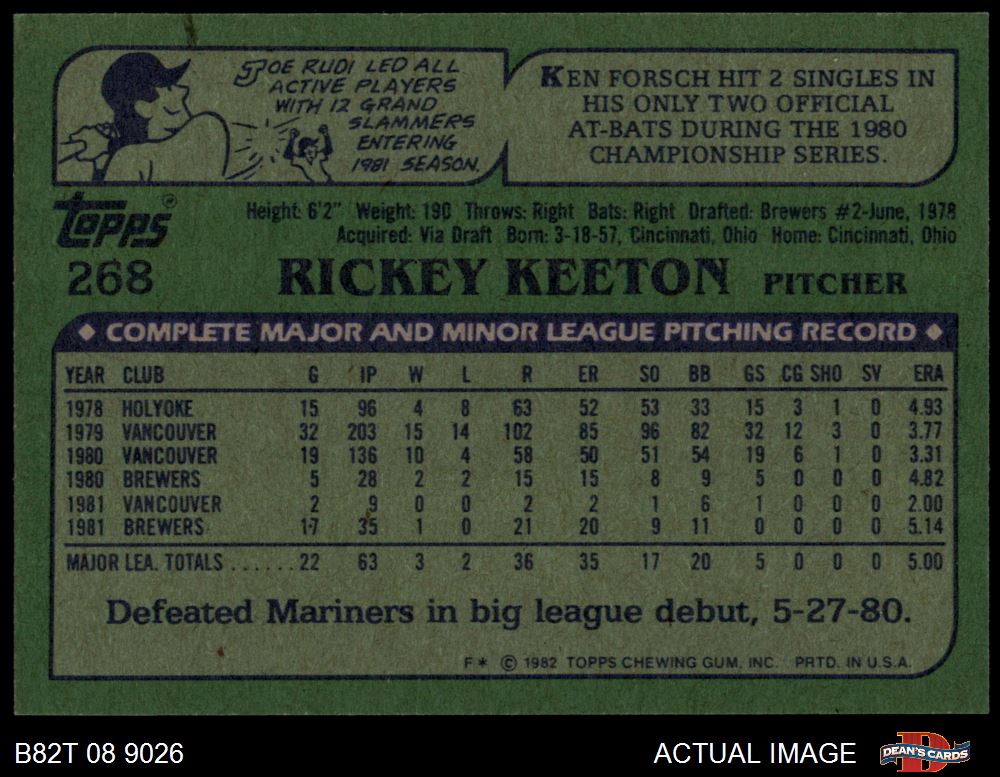 JOE RUDI LED ALL
ACTIVE PLAYERS
WITH 12 GRAND
SLAMMERS
ENTERING
1981 SEASON.
KEN FORSCH HIT 2 SINGLES IN
HIS ONLY TWO OFFICIAL
AT-BATS DURING THE 1980
CHAMPIONSHIP SERIES.
Topps®
Height: 6'2" Weight: 190 Throws: Right Bats: Right Drafted: Brewers #2-June, 1978
Acquired: Via Draft Born: 3-18-57, Cincinnati, Ohio Home: Cincinnati, Ohio
268 RICKEY KEETON PITCHER
◆ COMPLETE MAJOR AND MINOR LEAGUE PITCHING RECORD ◆
YEAR CLUB G IP W L R ER SO BB GS CG SHO SV ERA
1978 HOLYOKE 15 96 4 8 63 52 53 33 15 3 1 0 4.93
1979 VANCOUVER 32 203 15 14 102 85 96 82 32 12 3 0 3.77
1980 VANCOUVER 19 136 10 4 58 50 51 54 19 6 1 0 3.31
1980 BREWERS 5 28 2 2 15 15 8 9 5 0 0 0 4.82
1981 VANCOUVER 2 9 0 0 2 2 1 6 1 0 0 0 2.00
1981 BREWERS 17 35 1 0 21 20 9 11 0 0 0 0 5.14
MAJOR LEA. TOTALS ...... 22 63 3 2 36 35 17 20 5 0 0 0 5.00
Defeated Mariners in big league debut, 5-27-80.
F* © 1982 TOPPS CHEWING GUM, INC. PRTD. IN U.S.A.
B82T 08 9026 ACTUAL IMAGE DEAN'S CARDS